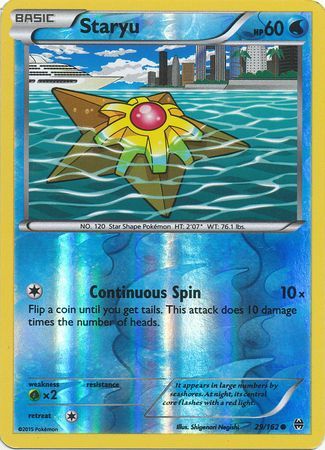 BASIC
Staryu
HP60
NO. 120 Star Shape Pokémon HT: 2'07" WT: 76.1 lbs.
Continuous Spin 10×
Flip a coin until you get tails. This attack does 10 damage
times the number of heads.
weakness
×2
resistance
retreat
It appears in large numbers by
seashores. At night, its central
core flashes with a red light.
©2015 Pokémon
Illus. Shigenori Negishi
29/162